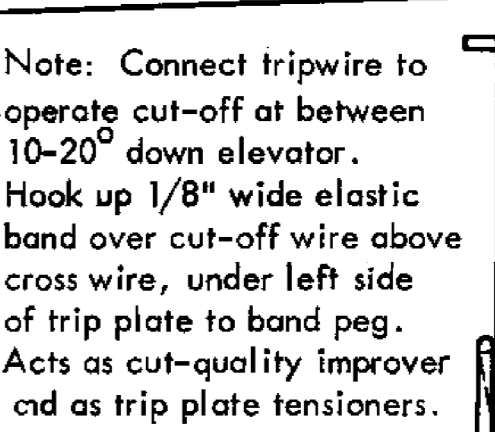 Note: Connect tripwire to
operate cut-off at between
10-20° down elevator.
Hook up 1/8" wide elastic
band over cut-off wire above
cross wire, under left side
of trip plate to band peg.
Acts as cut-quality improver
and as trip plate tensioners.